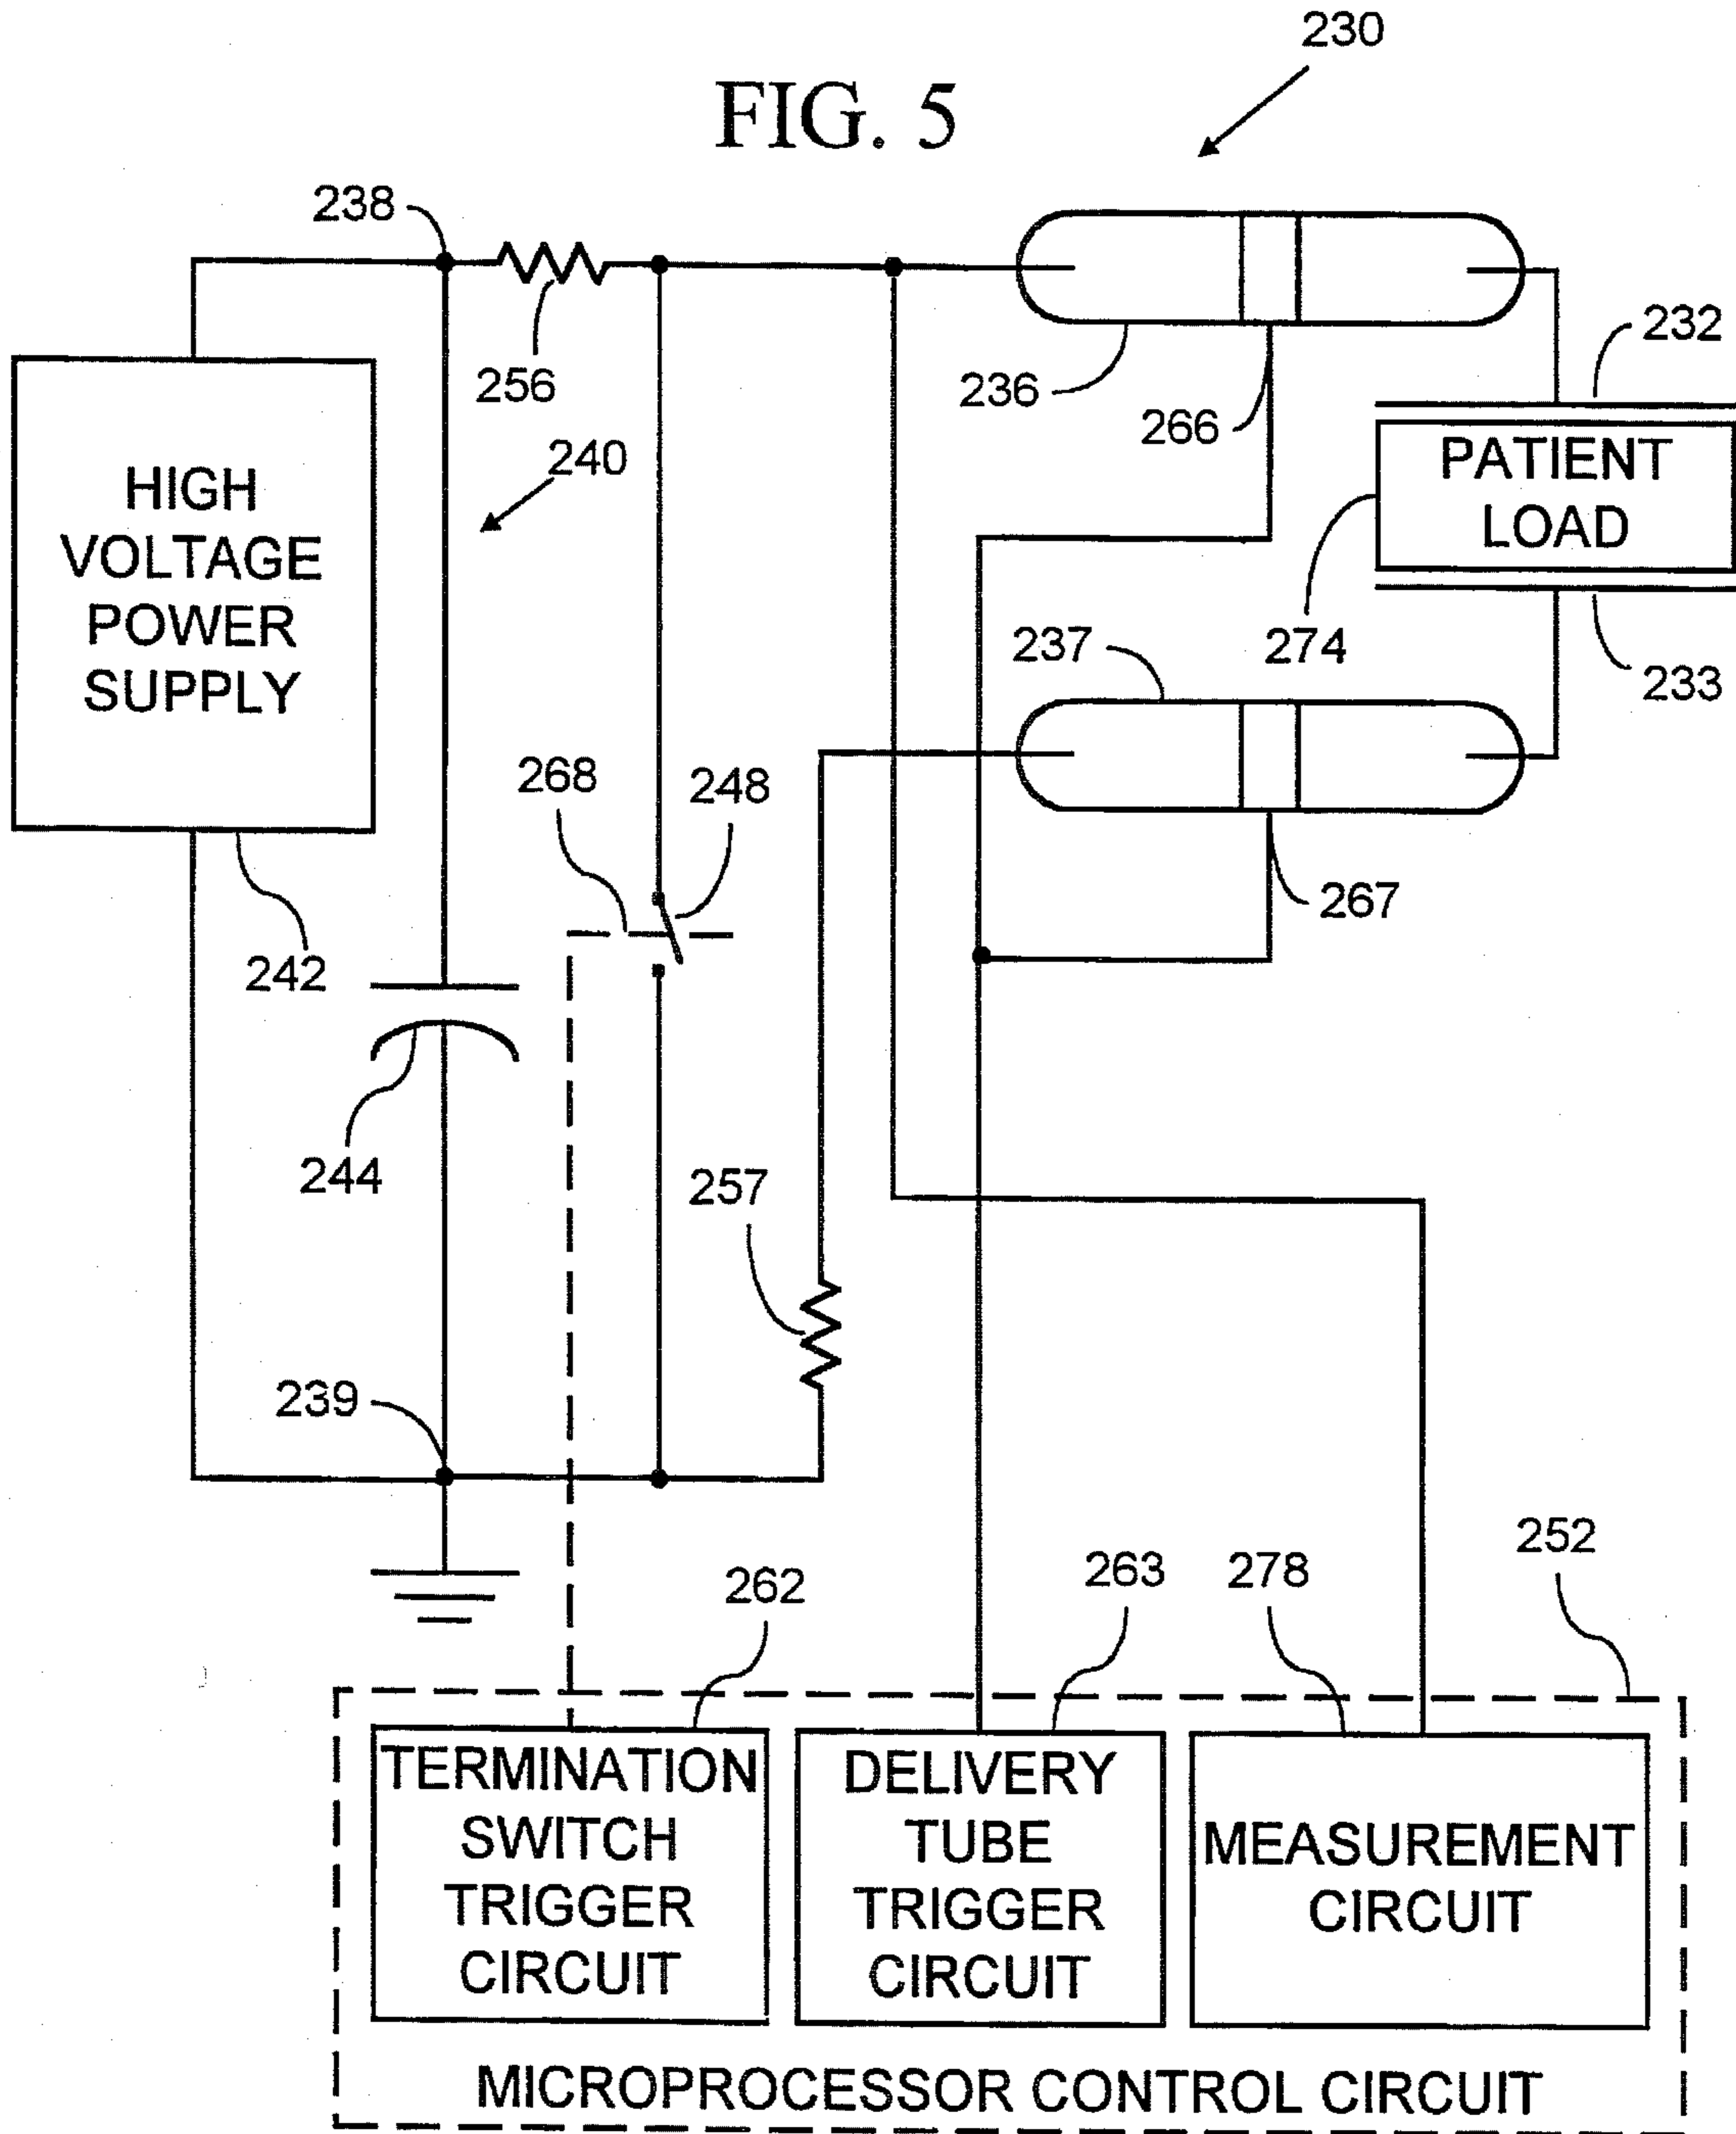 230
FIG. 5
238
256
236
266
232
HIGH
VOLTAGE
POWER
SUPPLY
240
PATIENT
LOAD
237
274
233
268
248
267
242
244
257
239
252
262
263
278
TERMINATION
SWITCH
TRIGGER
CIRCUIT
DELIVERY
TUBE
TRIGGER
CIRCUIT
MEASUREMENT
CIRCUIT
MICROPROCESSOR CONTROL CIRCUIT